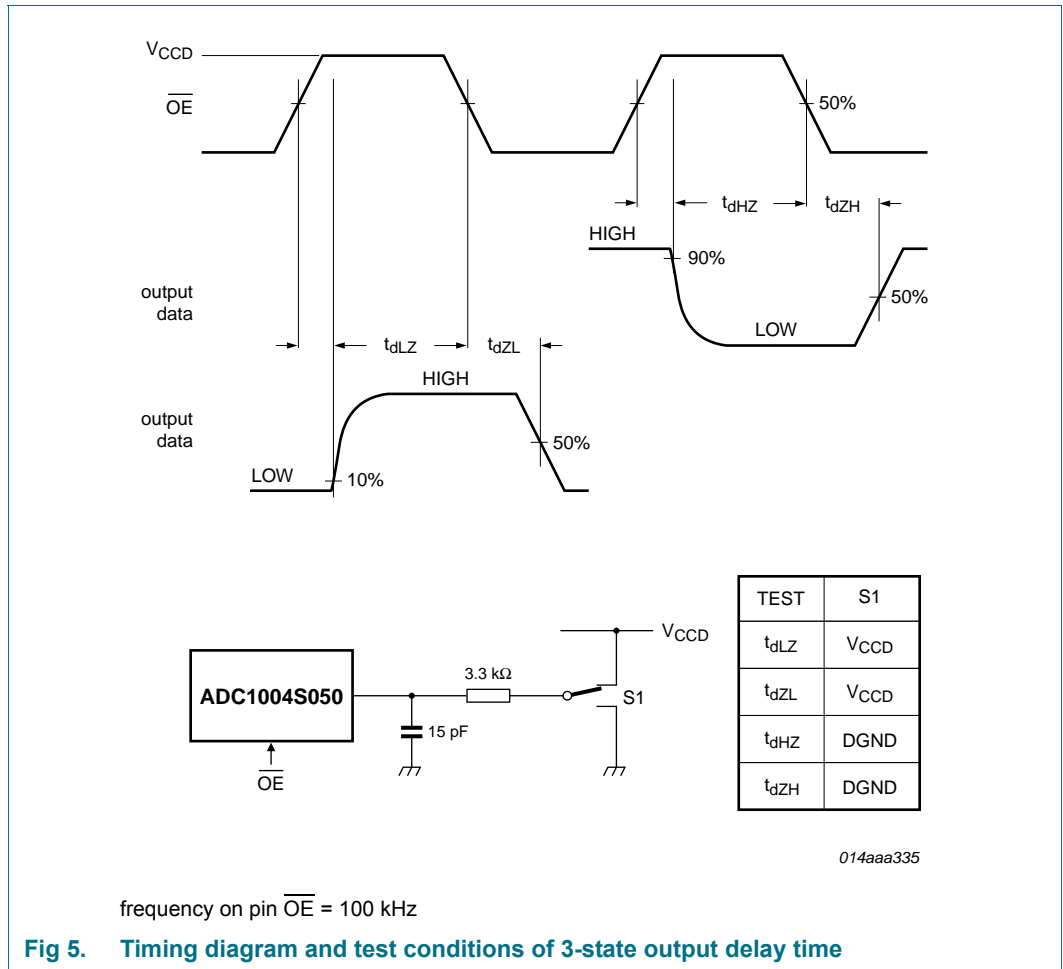 VCCD
OE
50%
tdHZ
tdZH
HIGH
90%
output
data
50%
LOW
tdLZ
tdZL
HIGH
output
data
50%
LOW
10%
TEST S1
VCCD
tdLZ VCCD
3.3 kΩ
ADC1004S050
S1
tdZL VCCD
15 pF
tdHZ DGND
OE
tdZH DGND
014aaa335
frequency on pin OE = 100 kHz
Fig 5. Timing diagram and test conditions of 3-state output delay time